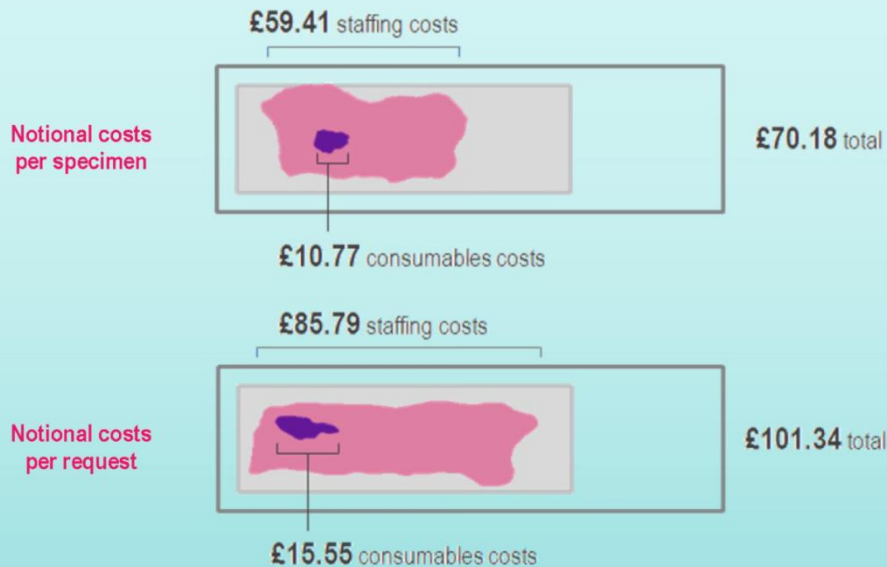 £59.41 staffing costs
Notional costs
per specimen
£70.18 total
£10.77 consumables costs
£85.79 staffing costs
Notional costs
per request
£101.34 total
£15.55 consumables costs